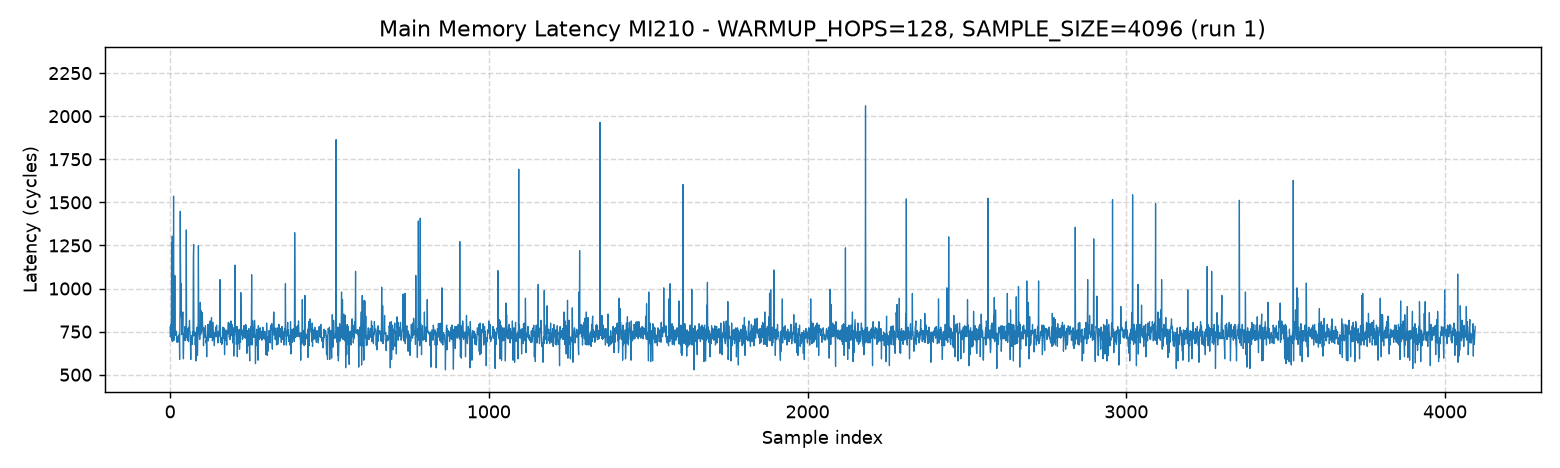 Main Memory Latency MI210 - WARMUP_HOPS=128, SAMPLE_SIZE=4096 (run 1)
Latency (cycles)
2250
2000
1750
1500
1250
1000
750
500
0 1000 2000 3000 4000
Sample index